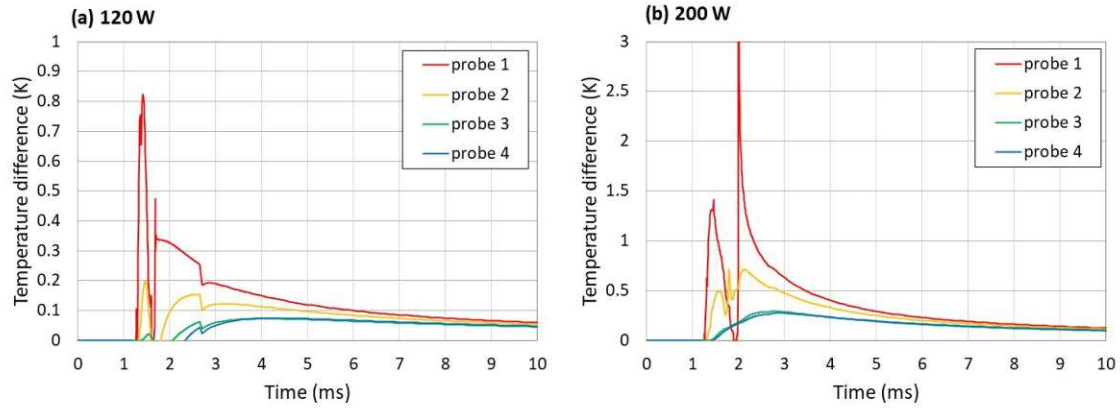 (a) 120 W
Temperature difference (K)
1
0.9
0.8
0.7
0.6
0.5
0.4
0.3
0.2
0.1
0
0 1 2 3 4 5 6 7 8 9 10
Time (ms)
probe 1
probe 2
probe 3
probe 4
(b) 200 W
Temperature difference (K)
3
2.5
2
1.5
1
0.5
0
0 1 2 3 4 5 6 7 8 9 10
Time (ms)
probe 1
probe 2
probe 3
probe 4